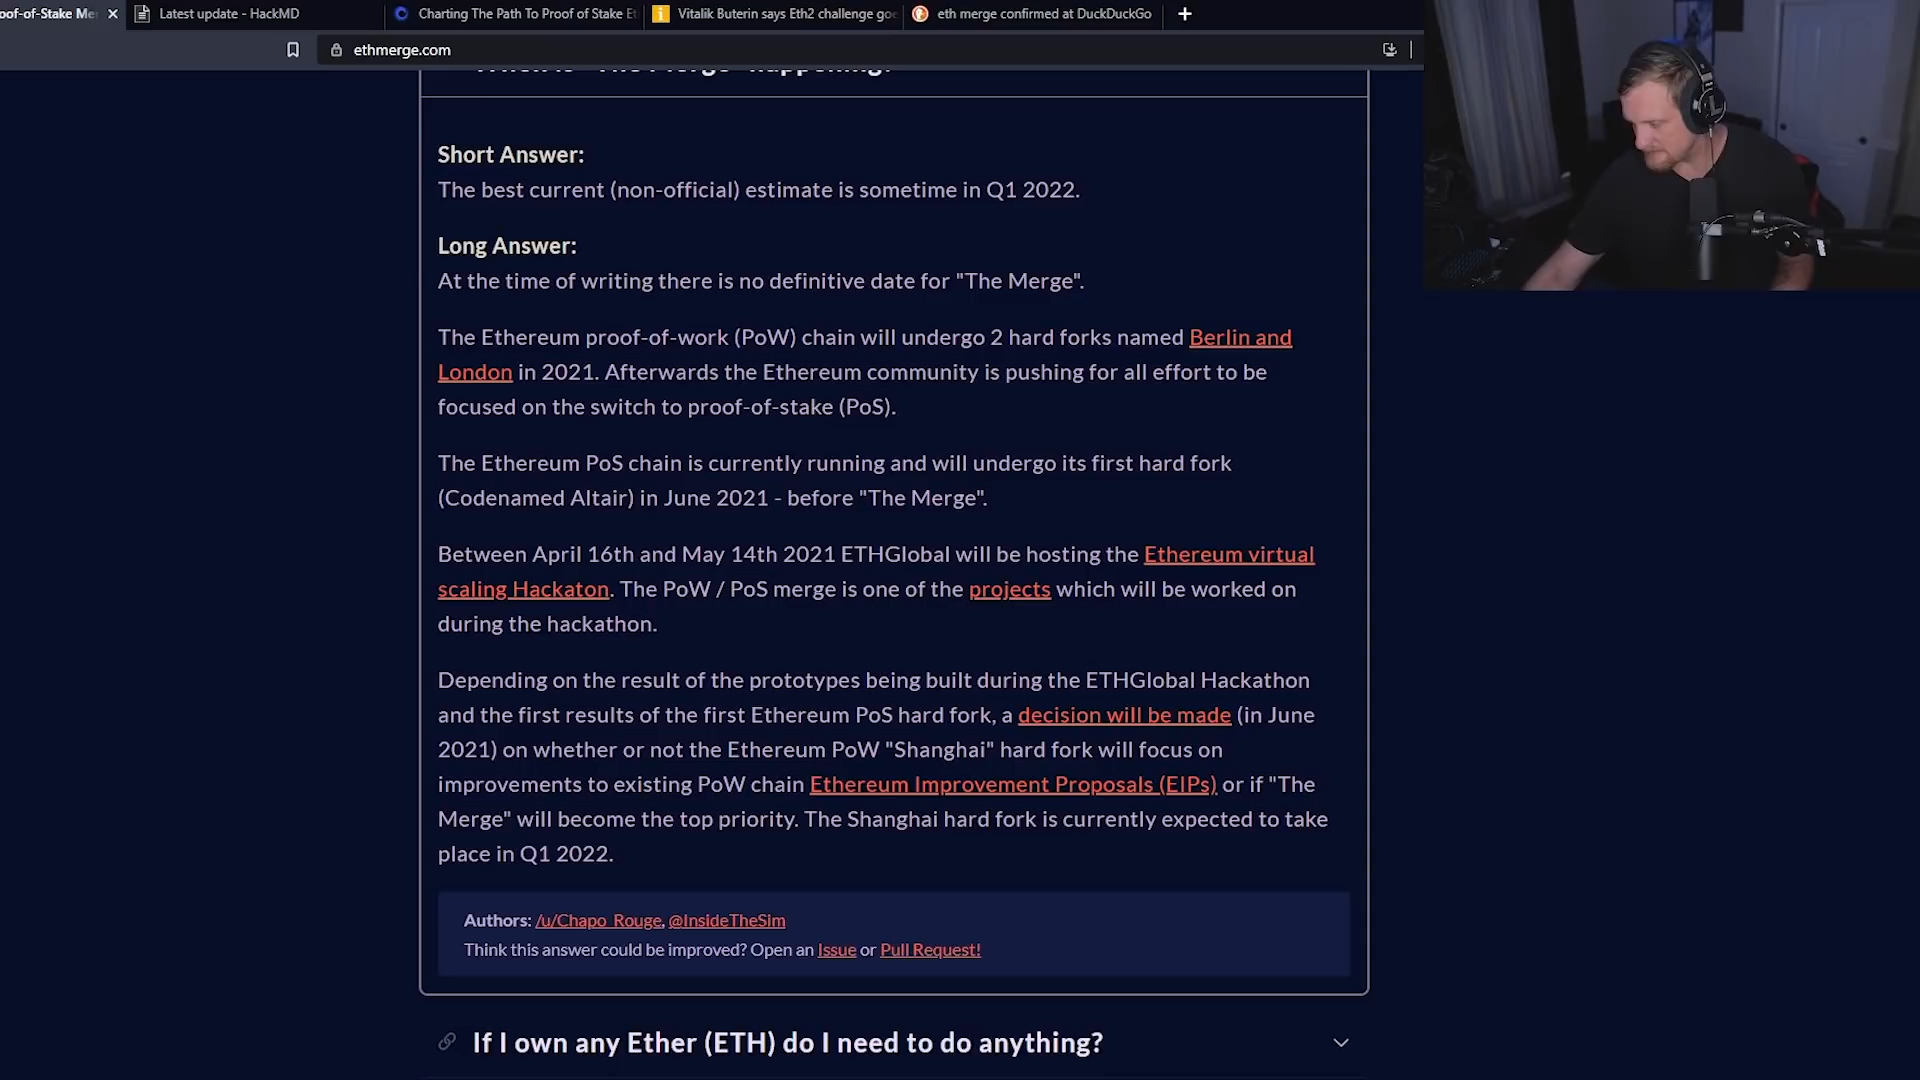 oof-of-Stake Me
Latest update - HackMD
Charting The Path To Proof of Stake Et
Vitalik Buterin says Eth2 challenge goe
eth merge confirmed at DuckDuckGo
ethmerge.com
When is "The Merge" happening?
Short Answer:
The best current (non-official) estimate is sometime in Q1 2022.
Long Answer:
At the time of writing there is no definitive date for "The Merge".
The Ethereum proof-of-work (PoW) chain will undergo 2 hard forks named Berlin and
London in 2021. Afterwards the Ethereum community is pushing for all effort to be
focused on the switch to proof-of-stake (PoS).
The Ethereum PoS chain is currently running and will undergo its first hard fork
(Codenamed Altair) in June 2021 - before "The Merge".
Between April 16th and May 14th 2021 ETHGlobal will be hosting the Ethereum virtual
scaling Hackaton. The PoW / PoS merge is one of the projects which will be worked on
during the hackathon.
Depending on the result of the prototypes being built during the ETHGlobal Hackathon
and the first results of the first Ethereum PoS hard fork, a decision will be made (in June
2021) on whether or not the Ethereum PoW "Shanghai" hard fork will focus on
improvements to existing PoW chain Ethereum Improvement Proposals (EIPs) or if "The
Merge" will become the top priority. The Shanghai hard fork is currently expected to take
place in Q1 2022.
Authors: /u/Chapo_Rouge, @InsideTheSim
Think this answer could be improved? Open an Issue or Pull Request!
If I own any Ether (ETH) do I need to do anything?